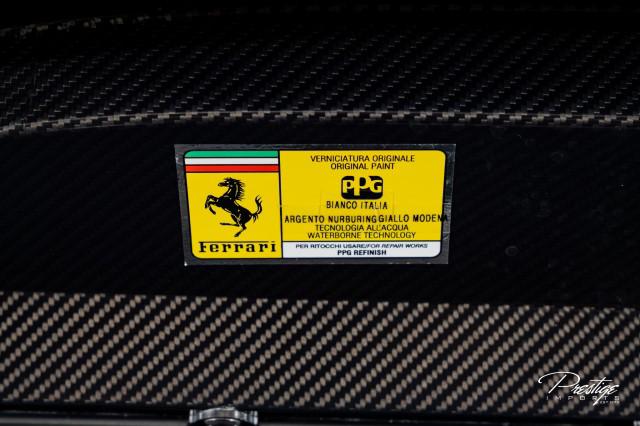 VERNICIATURA ORIGINALE
ORIGINAL PAINT
PPG
BIANCO ITALIA
ARGENTO NURBURING GIALLO MODENA
TECNOLOGIA ALL'ACQUA
WATERBORNE TECHNOLOGY
Ferrari
PER RITOCCHI USARE/FOR REPAIR WORKS
PPG REFINISH
Prestige
IMPORTS